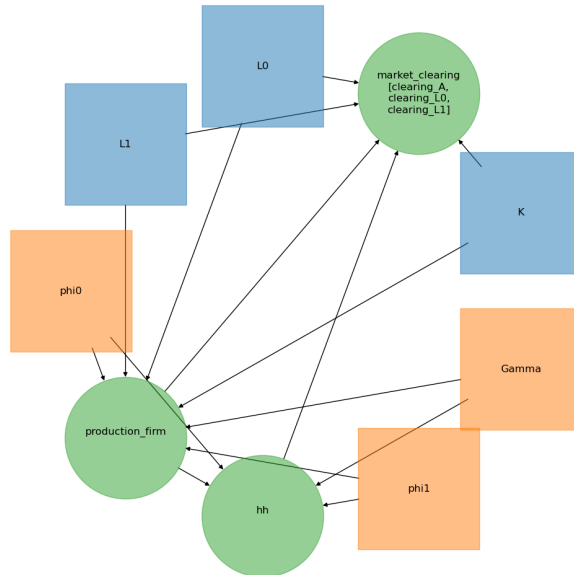 L0
market_clearing
[clearing_A,
clearing_L0,
clearing_L1]
L1
K
phi0
Gamma
production_firm
phi1
hh